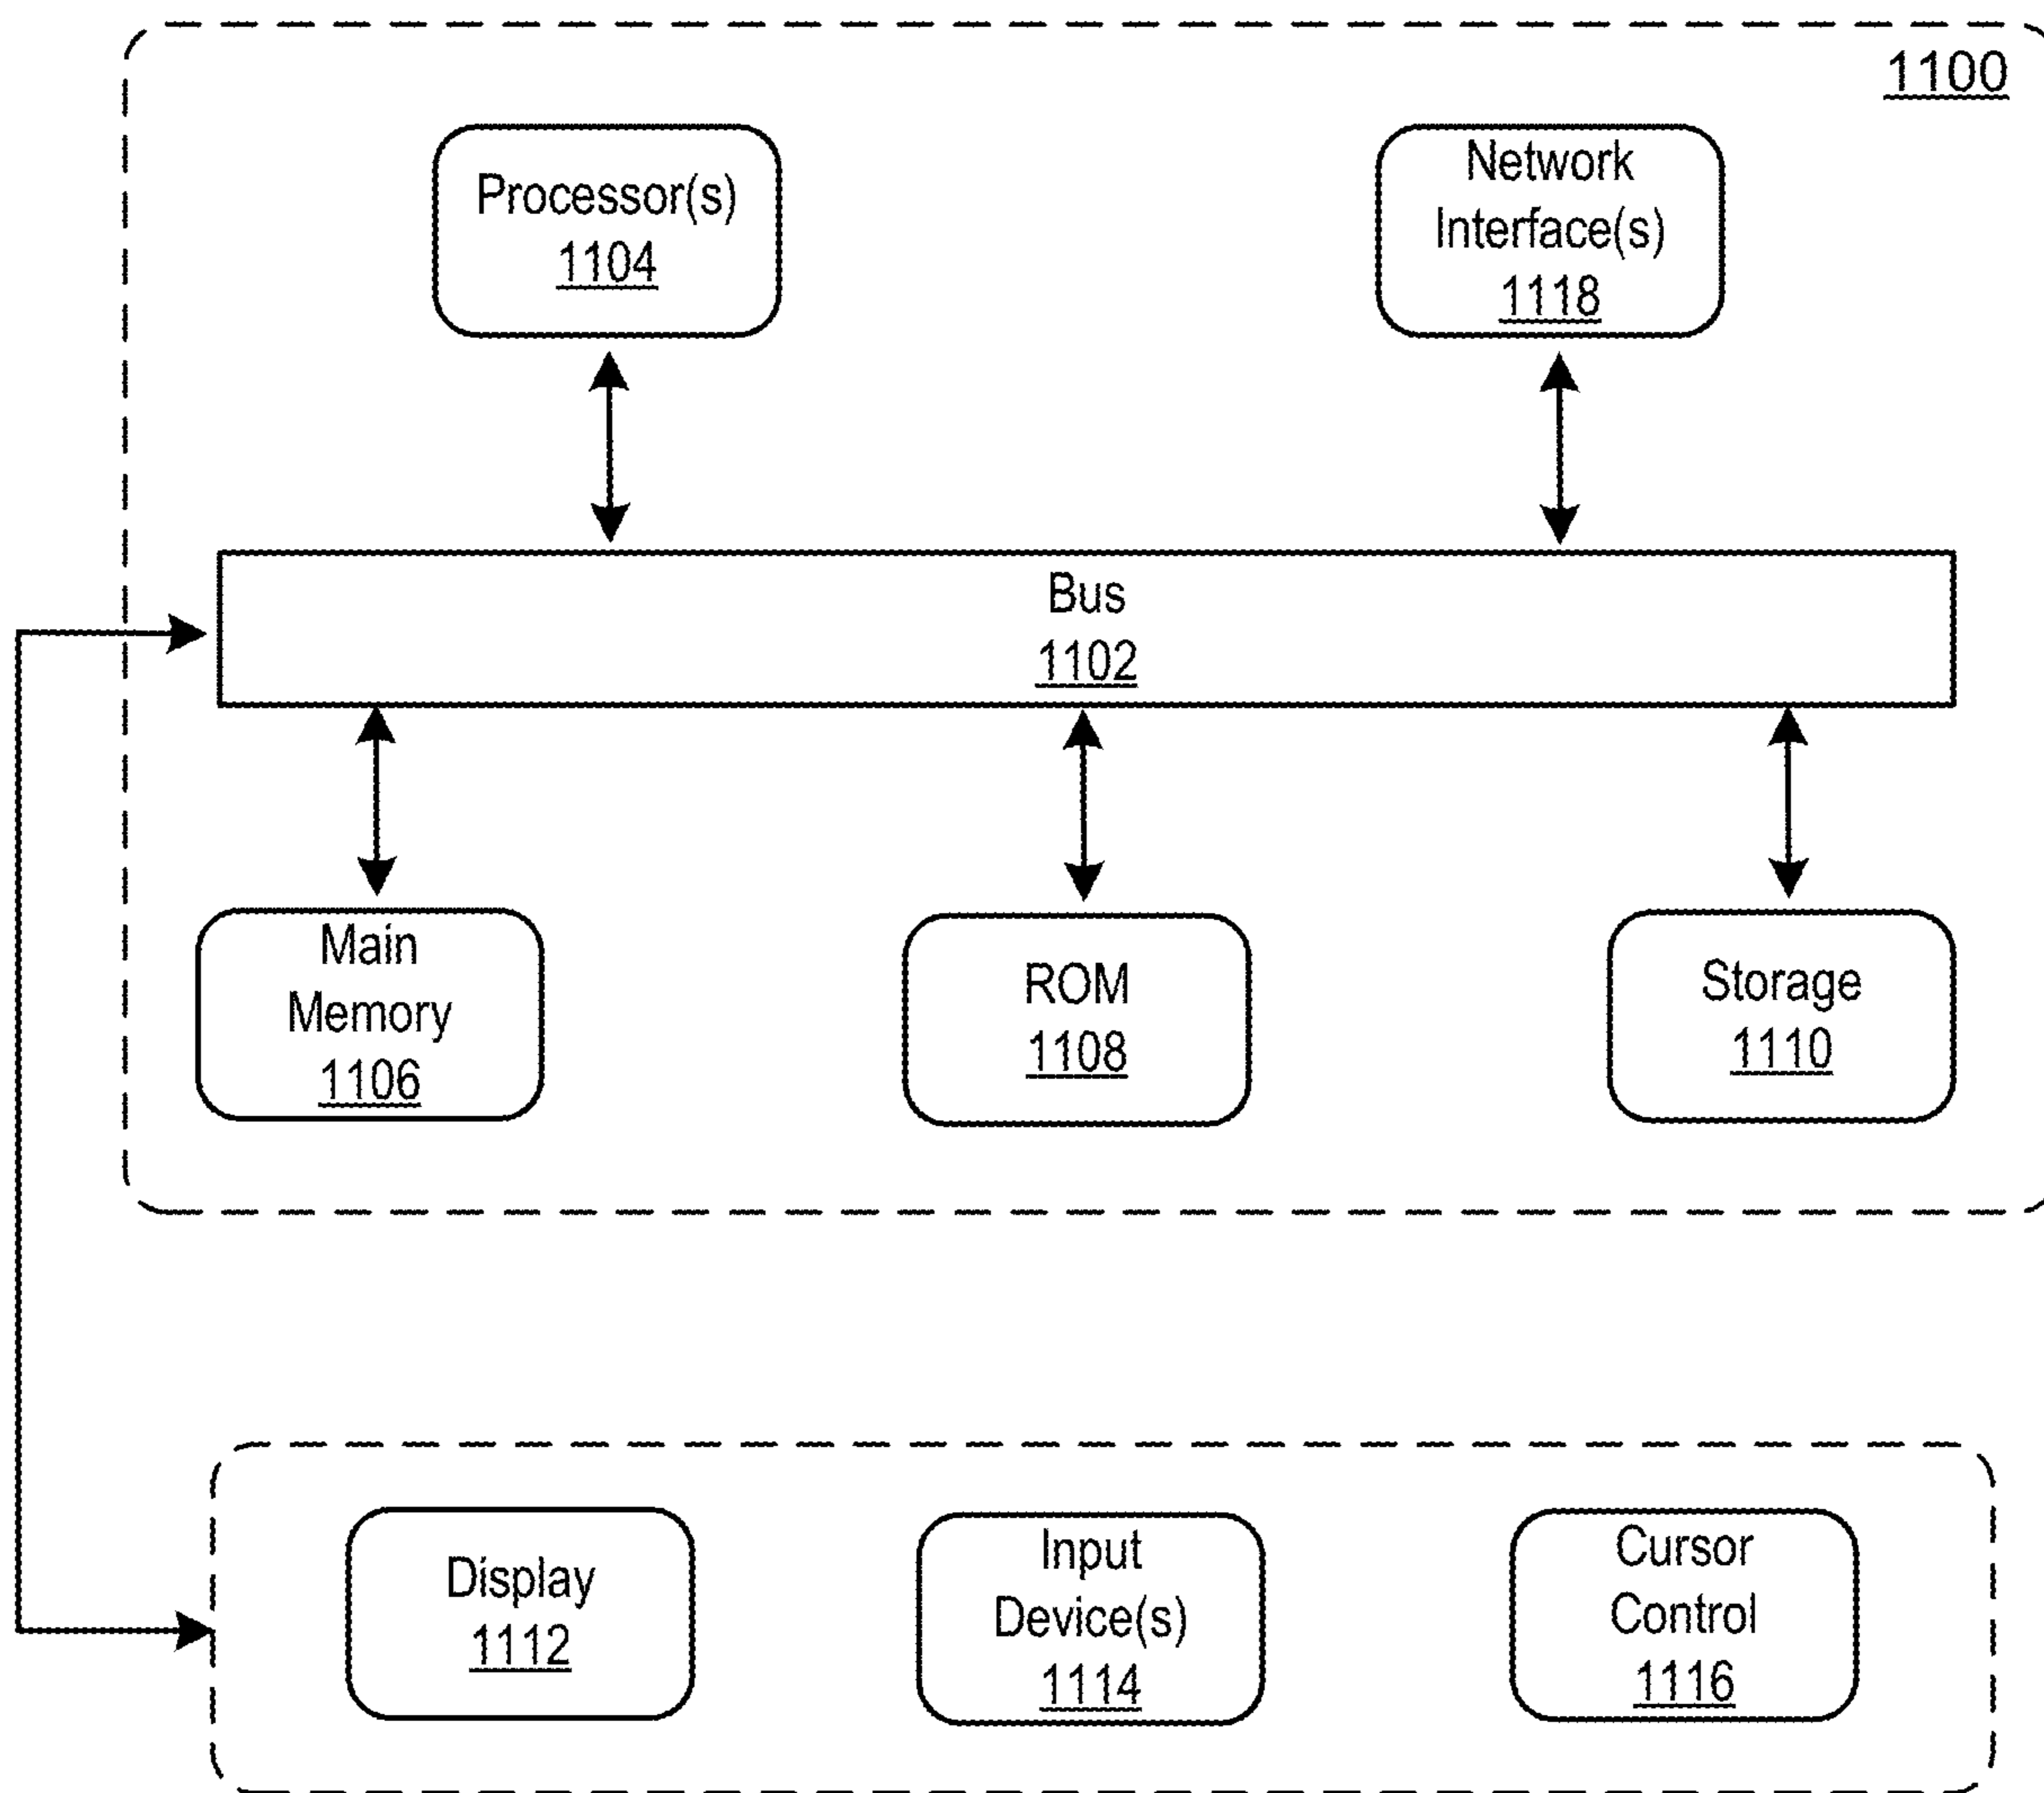 1100
Processor(s)
1104
Network
Interface(s)
1118
Bus
1102
Main
Memory
1106
ROM
1108
Storage
1110
Display
1112
Input
Device(s)
1114
Cursor
Control
1116